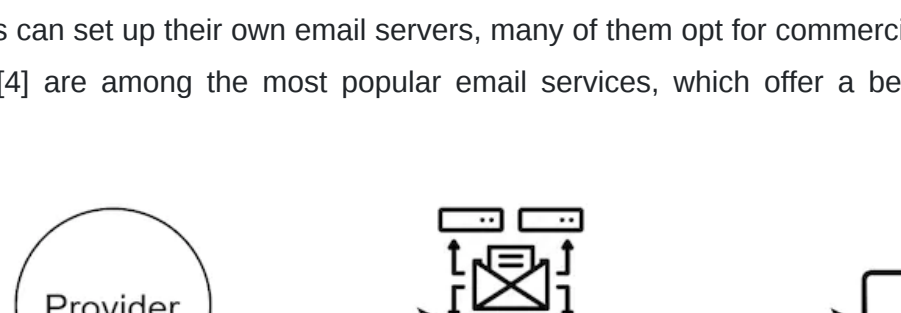 s can set up their own email servers, many of them opt for commerci
[4] are among the most popular email services, which offer a be
Provider